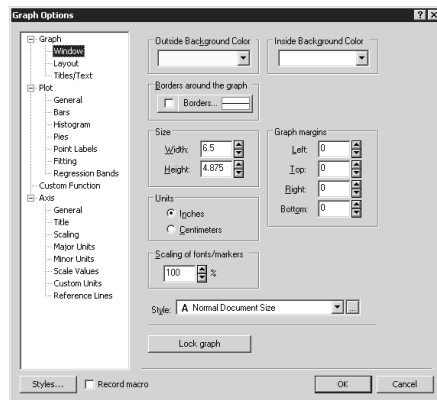 Graph Options
Graph
Window
Layout
Titles/Text
Plot
General
Bars
Histogram
Pies
Point Labels
Fitting
Regression Bands
Custom Function
Axis
General
Title
Scaling
Major Units
Minor Units
Scale Values
Custom Units
Reference Lines
Outside Background Color
Inside Background Color
Borders around the graph
Borders...
Size
Width: 6.5
Height: 4.875
Graph margins
Left: 0
Top: 0
Right: 0
Bottom: 0
Units
Inches
Centimeters
Scaling of fonts/markers
100 %
Style: A Normal Document Size ...
Lock graph
Styles... Record macro OK Cancel